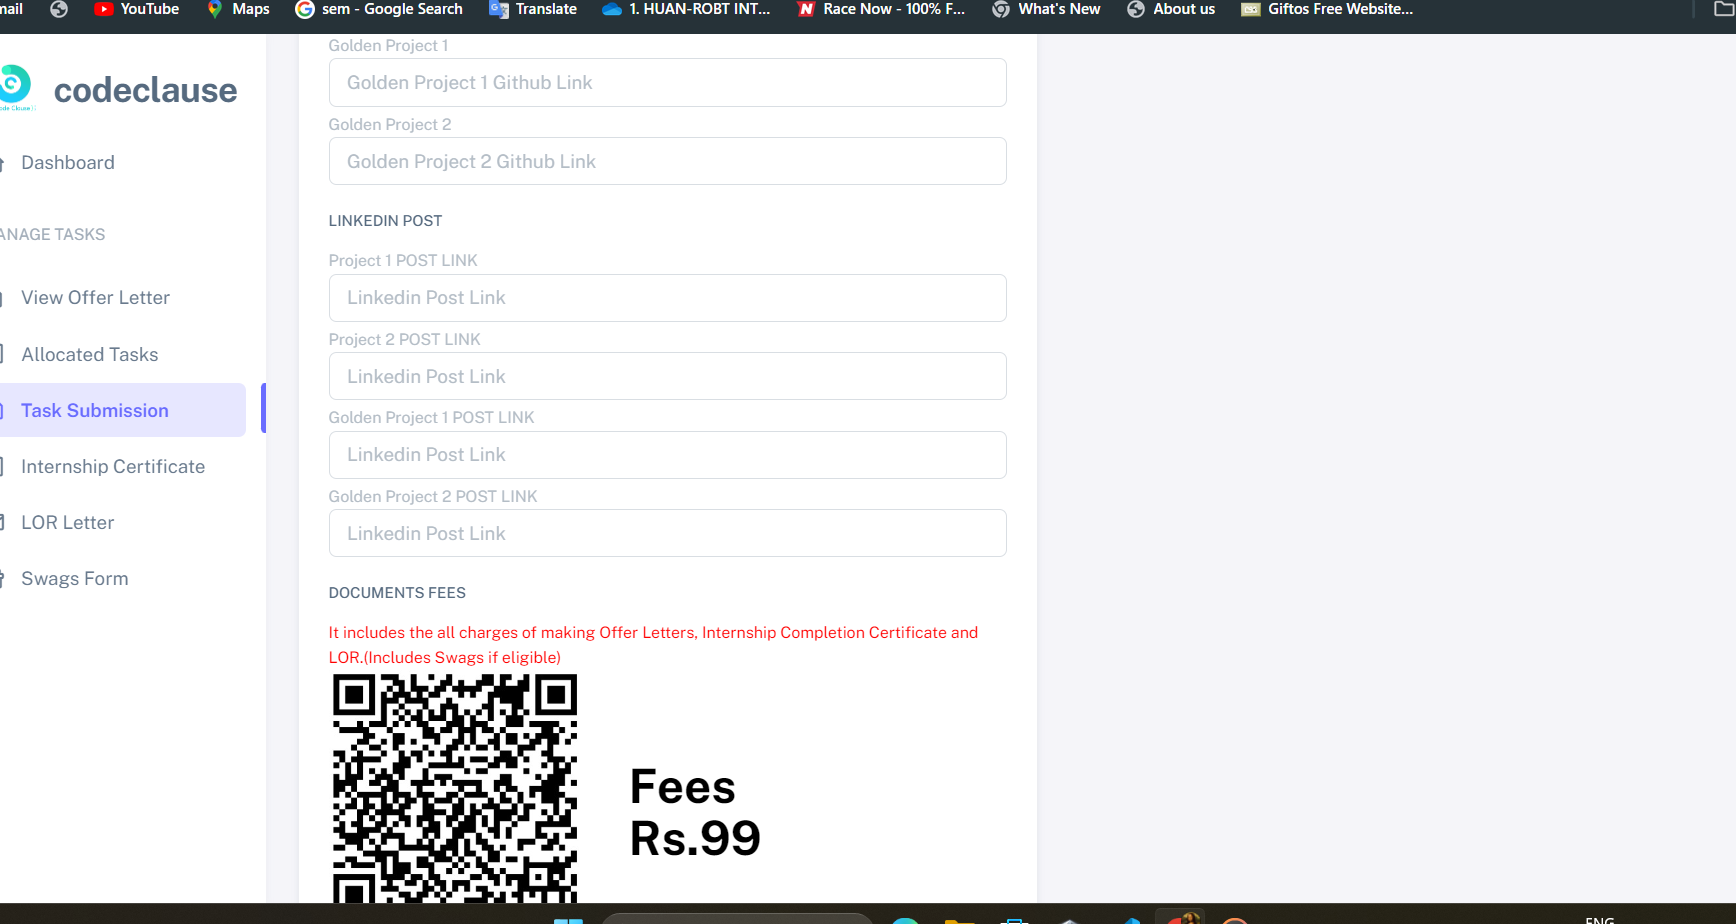 YouTube
Maps
sem - Google Search
Translate
1. HUAN-ROBT INT...
Race Now - 100% F...
What's New
About us
Giftos Free Website...
codeclause
Dashboard
View Offer Letter
Allocated Tasks
Task Submission
Internship Certificate
LOR Letter
Swags Form
Golden Project 1
Golden Project 1 Github Link
Golden Project 2
Golden Project 2 Github Link
LINKEDIN POST
Project 1 POST LINK
Linkedin Post Link
Project 2 POST LINK
Linkedin Post Link
Golden Project 1 POST LINK
Linkedin Post Link
Golden Project 2 POST LINK
Linkedin Post Link
DOCUMENTS FEES
It includes the all charges of making Offer Letters, Internship Completion Certificate and
LOR.(Includes Swags if eligible)
Fees
Rs.99
ENG